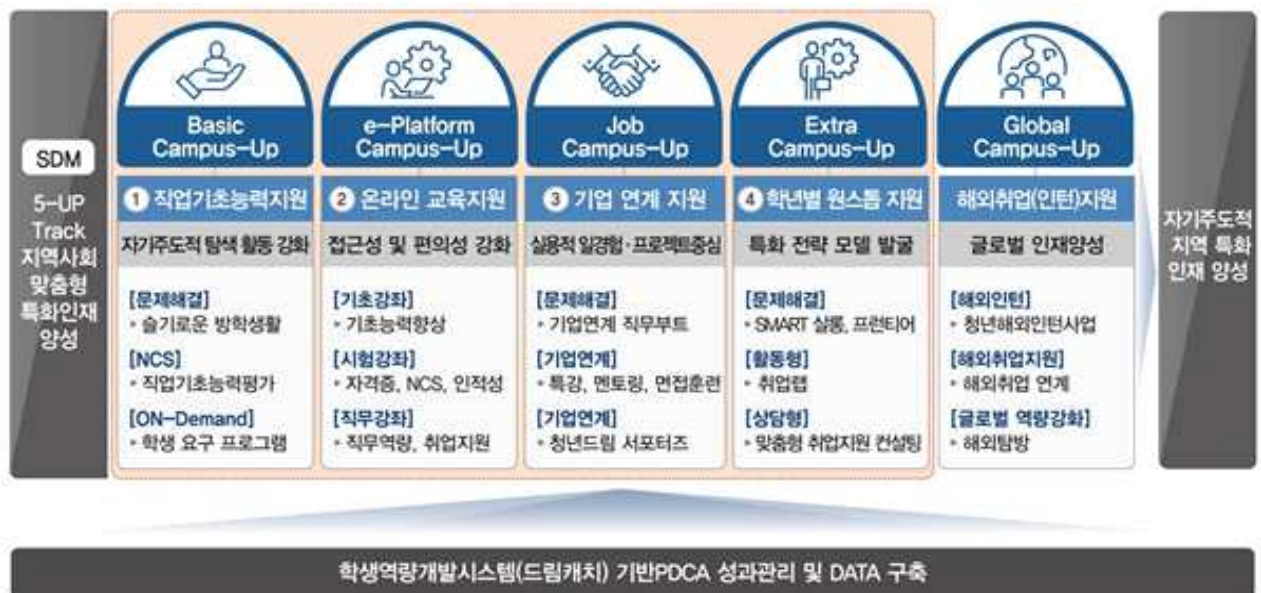 SDM
5-UP
Track
지역사회
맞춤형
특화인재
양성
Basic
Campus-Up
① 직업기초능력지원
자기주도적 탐색 활동 강화
[문제해결]
▸ 슬기로운 방학생활
[NCS]
▸ 직업기초능력평가
[ON-Demand]
▸ 학생 요구 프로그램
e-Platform
Campus-Up
② 온라인 교육지원
접근성 및 편의성 강화
[기초강좌]
▸ 기초능력향상
[시험강좌]
▸ 자격증, NCS, 인적성
[직무강좌]
▸ 직무역량, 취업지원
Job
Campus-Up
③ 기업 연계 지원
실용적 일경험·프로젝트중심
[문제해결]
▸ 기업연계 직무부트
[기업연계]
▸ 특강, 멘토링, 면접훈련
[기업연계]
▸ 청년드림 서포터즈
Extra
Campus-Up
④ 학년별 원스톱 지원
특화 전략 모델 발굴
[문제해결]
▸ SMART 살롱, 프런티어
[활동형]
▸ 취업랩
[상담형]
▸ 맞춤형 취업지원 컨설팅
Global
Campus-Up
해외취업(인턴)지원
글로벌 인재양성
[해외인턴]
▸ 청년해외인턴사업
[해외취업지원]
▸ 해외취업 연계
[글로벌 역량강화]
▸ 해외탐방
자기주도적
지역 특화
인재 양성
학생역량개발시스템(드림캐치) 기반PDCA 성과관리 및 DATA 구축